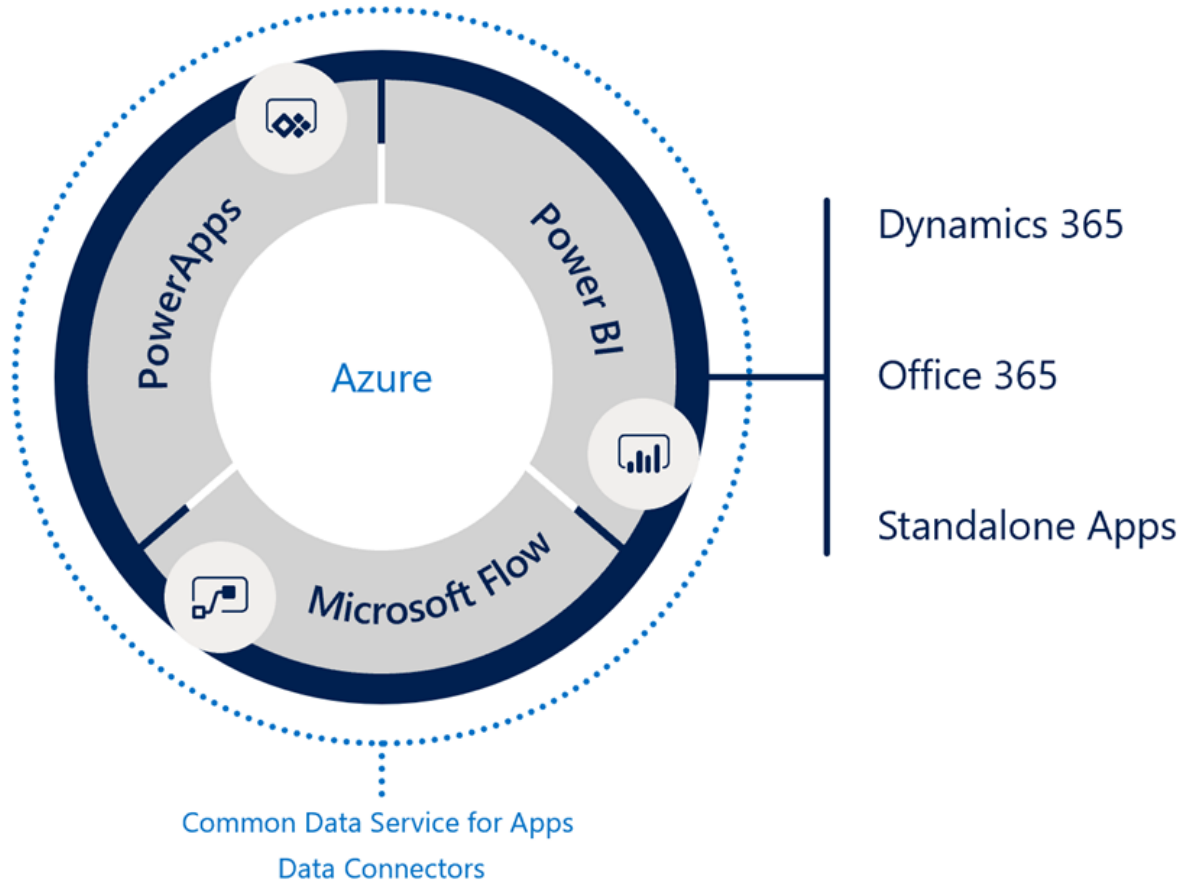 PowerApps
Power BI
Microsoft Flow
Azure
Dynamics 365
Office 365
Standalone Apps
Common Data Service for Apps
Data Connectors